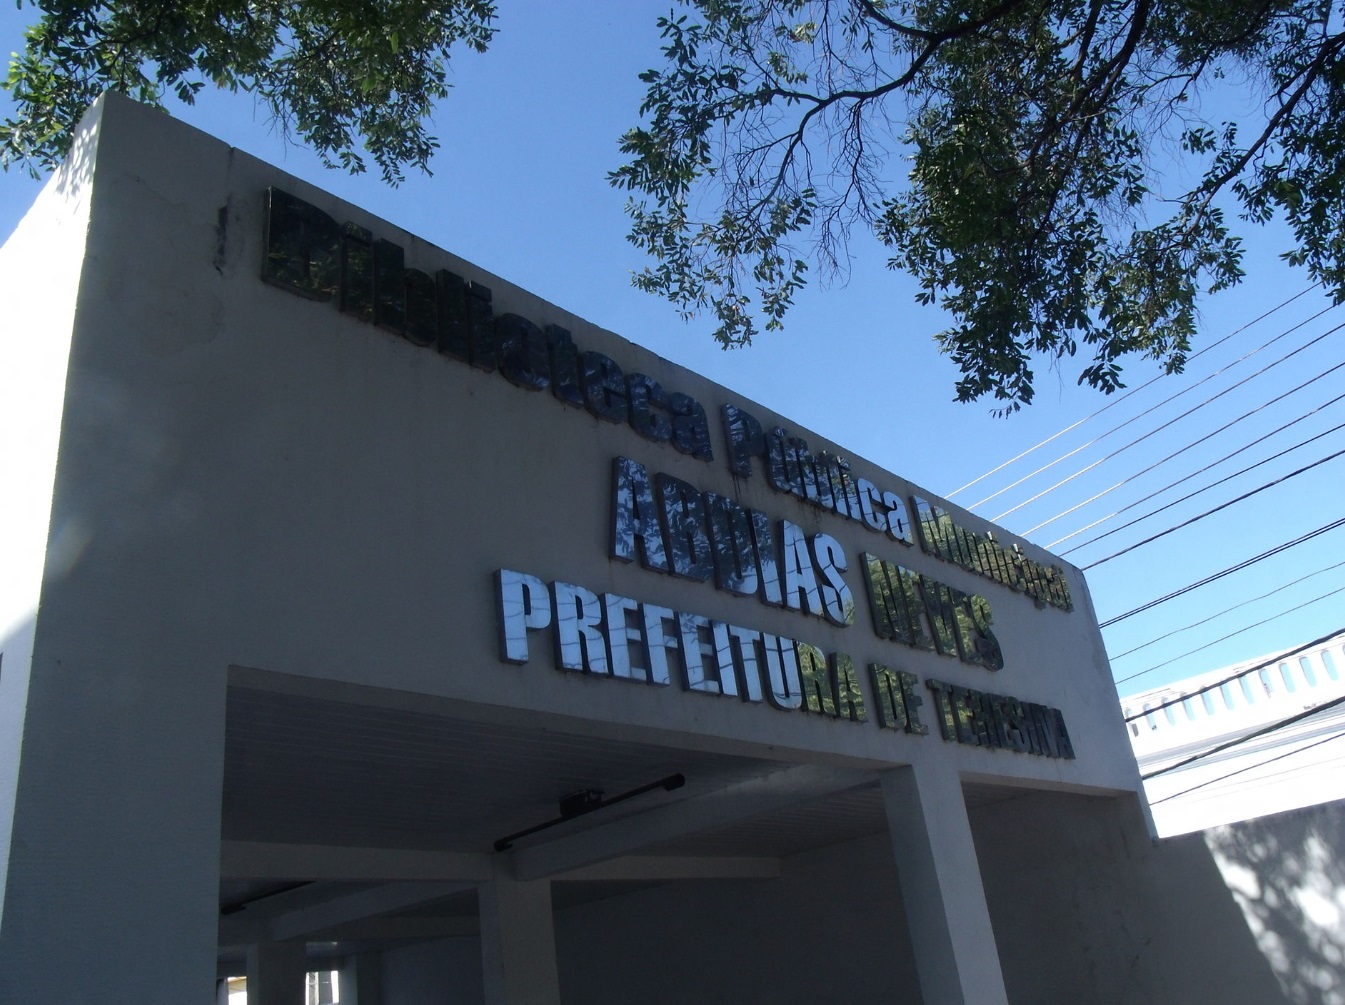 Biblioteca Pública Municipal
ABDIAS NEVES
PREFEITURA DE TERESINA